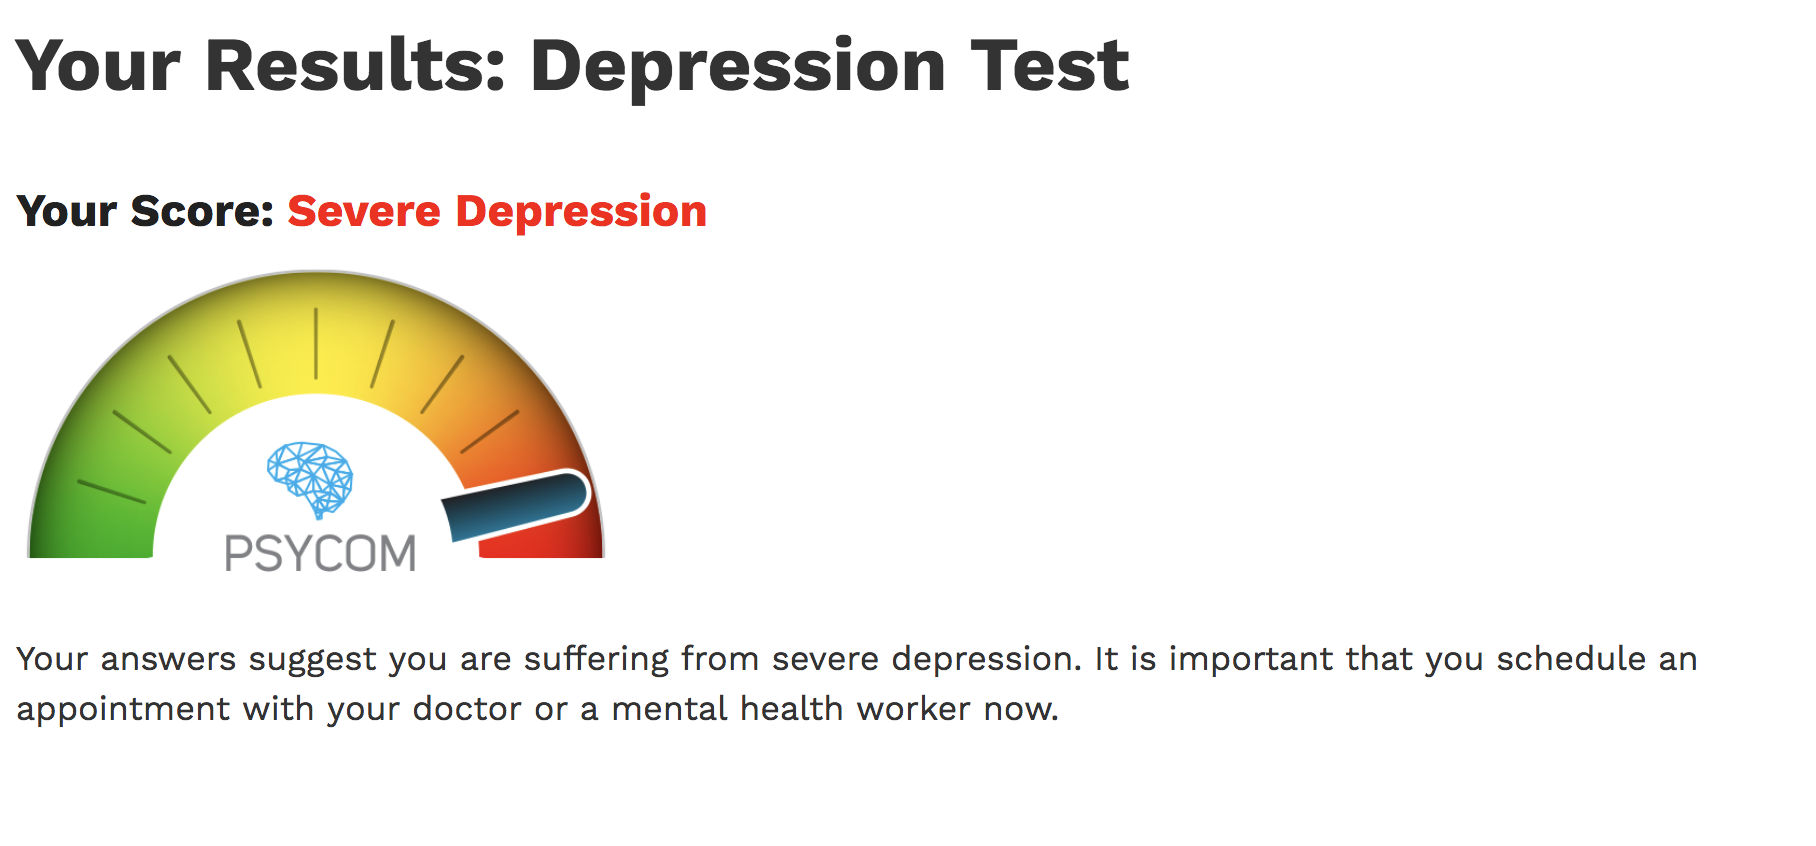 Your Results: Depression Test
Your Score: Severe Depression
PSYCOM
Your answers suggest you are suffering from severe depression. It is important that you schedule an
appointment with your doctor or a mental health worker now.